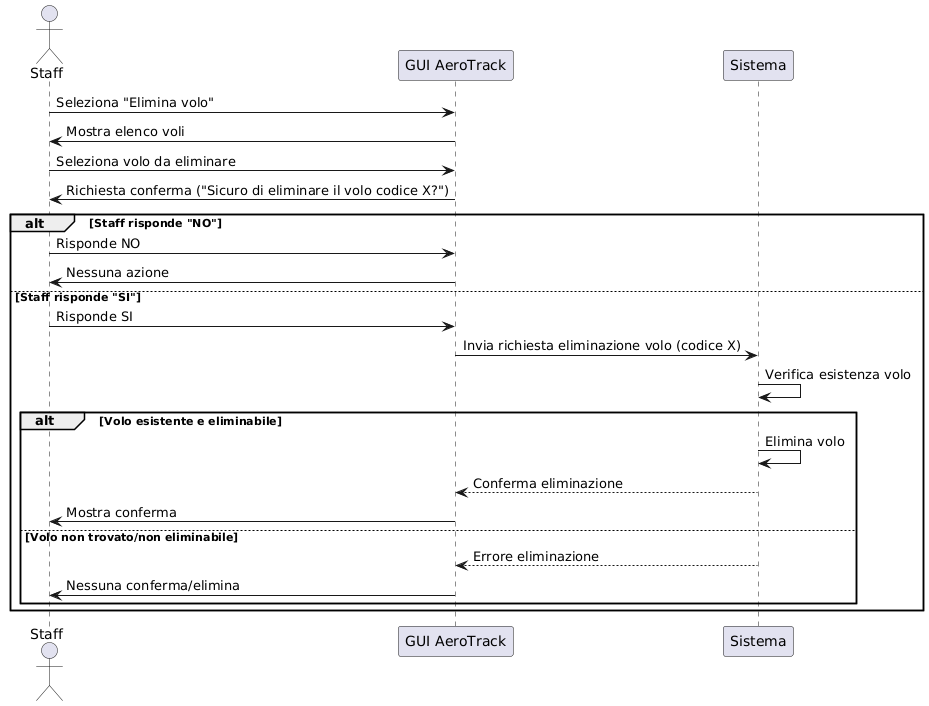 Staff
GUI AeroTrack
Sistema
Seleziona "Elimina volo"
Mostra elenco voli
Seleziona volo da eliminare
Richiesta conferma ("Sicuro di eliminare il volo codice X?")
alt [Staff risponde "NO"]
Risponde NO
Nessuna azione
[Staff risponde "SI"]
Risponde SI
Invia richiesta eliminazione volo (codice X)
Verifica esistenza volo
alt [Volo esistente e eliminabile]
Elimina volo
Conferma eliminazione
Mostra conferma
[Volo non trovato/non eliminabile]
Errore eliminazione
Nessuna conferma/elimina
Staff
GUI AeroTrack
Sistema